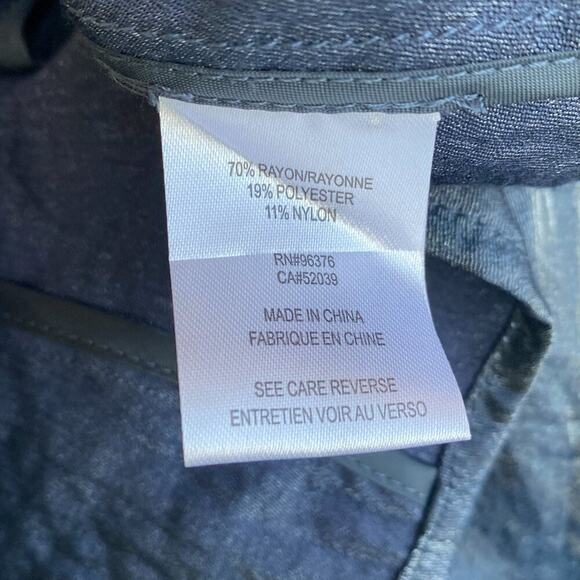 70% RAYON/RAYONNE
19% POLYESTER
11% NYLON
RN#96376
CA#52039
MADE IN CHINA
FABRIQUE EN CHINE
SEE CARE REVERSE
ENTRETIEN VOIR AU VERSO